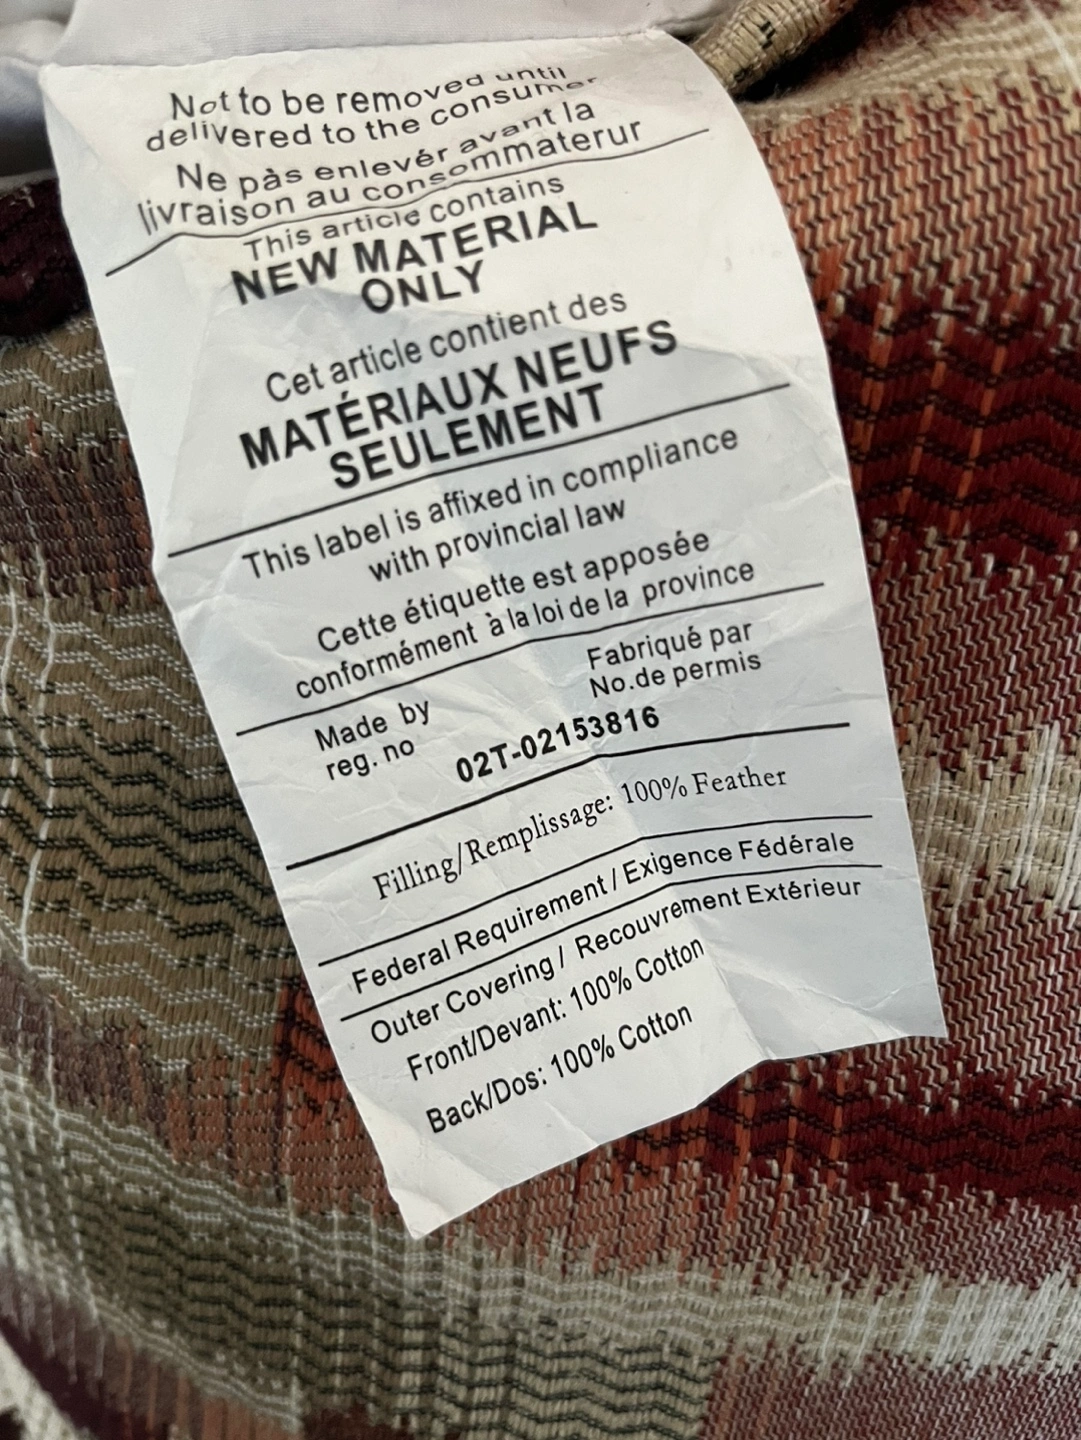 Not to be removed until
delivered to the consumer
Ne pàs enlevér avant la
livraison au consommaterur
This article contains
NEW MATERIAL
ONLY
Cet article contient des
MATÉRIAUX NEUFS
SEULEMENT
This label is affixed in compliance
with provincial law
Cette étiquette est apposée
conformément à la loi de la province
Made by
reg. no
Fabriqué par
No.de permis
02T-02153816
Filling/Remplissage: 100% Feather
Federal Requirement / Exigence Fédérale
Outer Covering / Recouvrement Extérieur
Front/Devant: 100% Cotton
Back/Dos: 100% Cotton